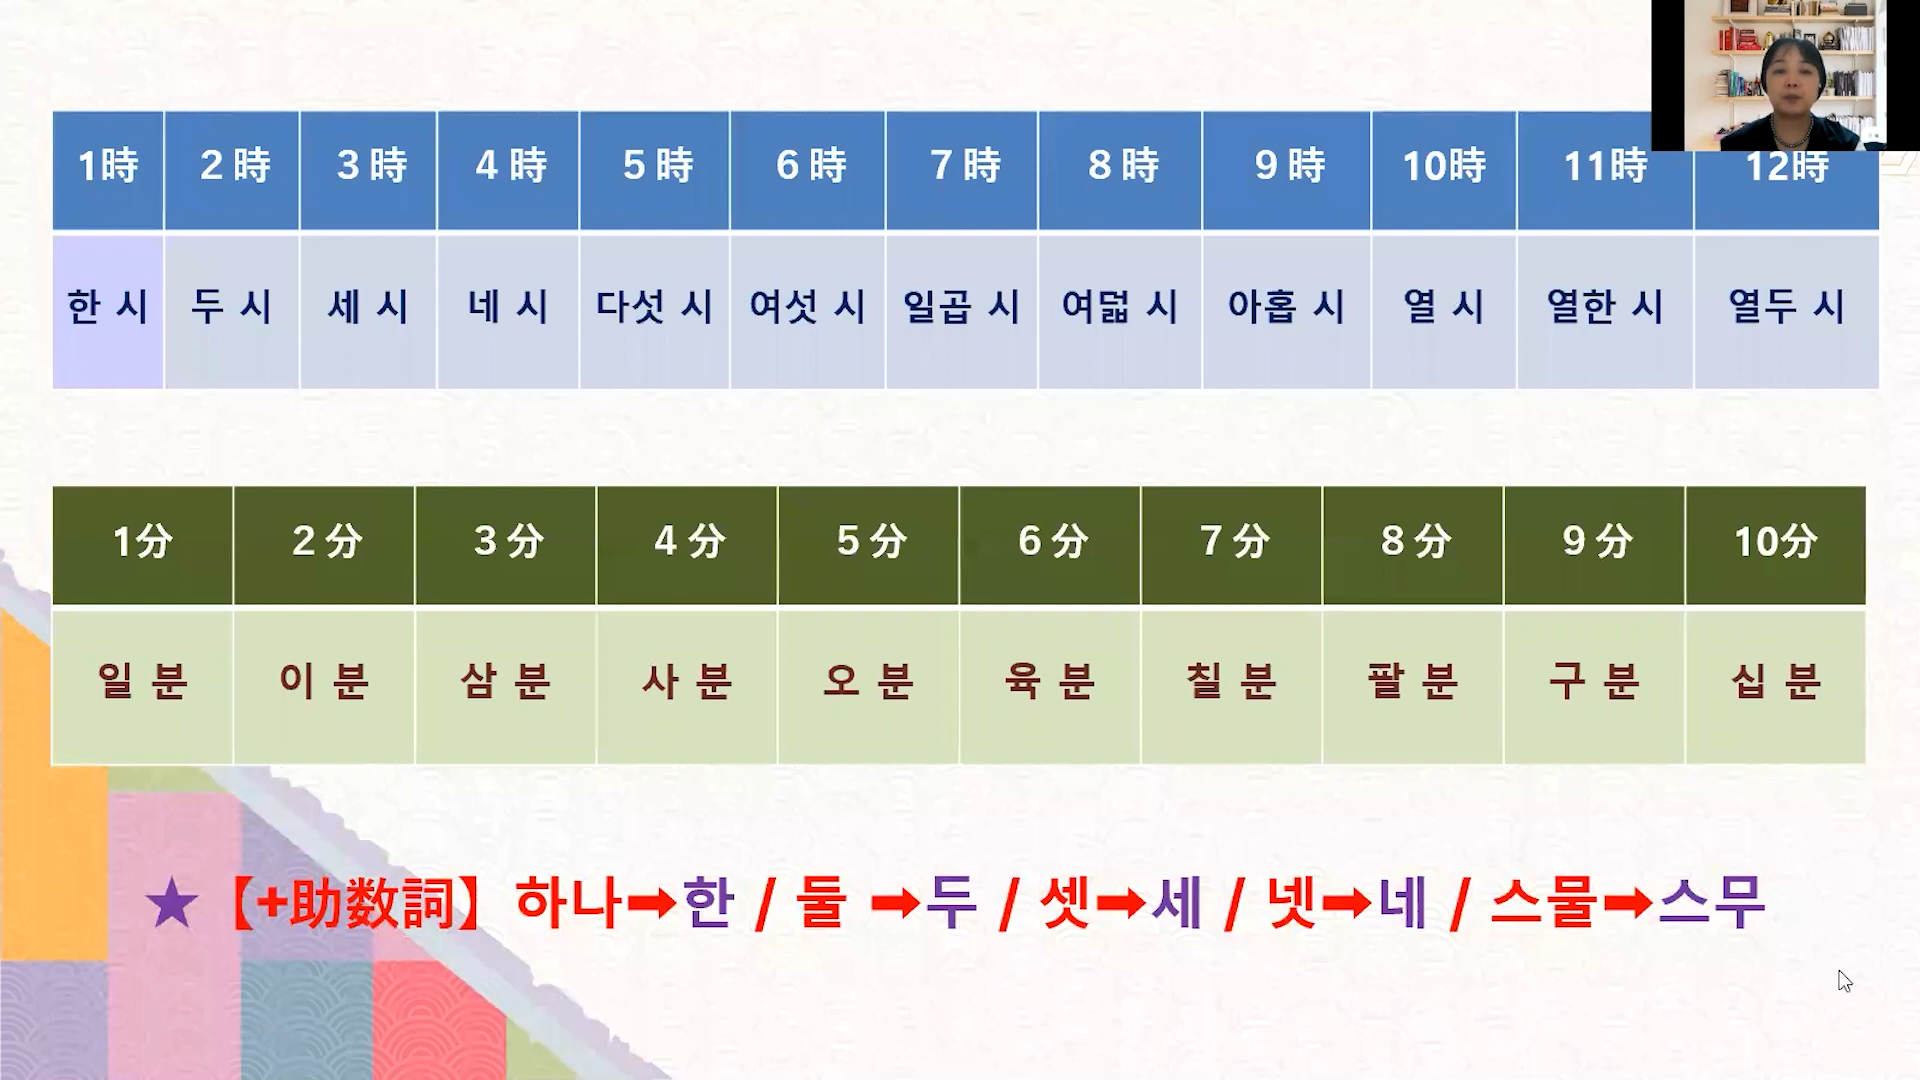 1時 2時 3時 4時 5時 6時 7時 8時 9時 10時 11時 12時
한 시 두 시 세 시 네 시 다섯 시 여섯 시 일곱 시 여덟 시 아홉 시 열 시 열한 시 열두 시
1分 2分 3分 4分 5分 6分 7分 8分 9分 10分
일 분 이 분 삼 분 사 분 오 분 육 분 칠 분 팔 분 구 분 십 분
★【+助数詞】하나➡한 / 둘 ➡두 / 셋➡세 / 넷➡네 / 스물➡스무